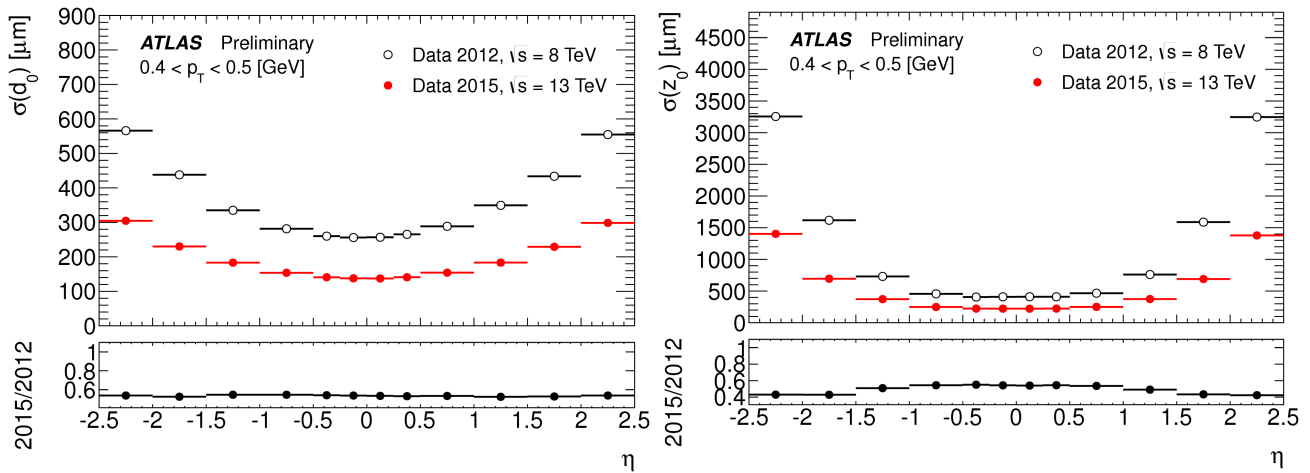 σ(d₀) [μm]
900
800
700
600
500
400
300
200
100
0
ATLAS Preliminary
0.4 < p_T < 0.5 [GeV]
Data 2012, √s = 8 TeV
Data 2015, √s = 13 TeV
2015/2012
1
0.8
0.6
-2.5 -2 -1.5 -1 -0.5 0 0.5 1 1.5 2 2.5
η
σ(z₀) [μm]
4500
4000
3500
3000
2500
2000
1500
1000
500
0
ATLAS Preliminary
0.4 < p_T < 0.5 [GeV]
Data 2012, √s = 8 TeV
Data 2015, √s = 13 TeV
2015/2012
1
0.8
0.6
0.4
-2.5 -2 -1.5 -1 -0.5 0 0.5 1 1.5 2 2.5
η